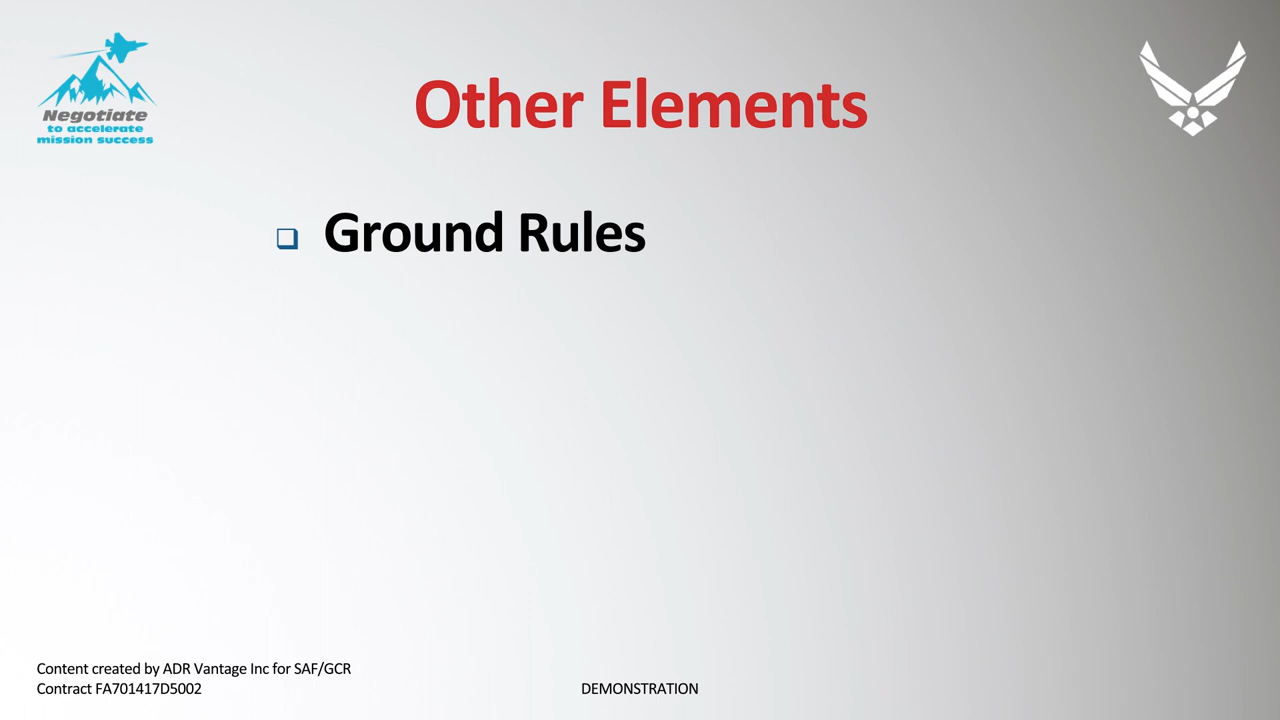 Negotiate
to accelerate
mission success
Other Elements
❑ Ground Rules
Content created by ADR Vantage Inc for SAF/GCR
Contract FA701417D5002
DEMONSTRATION